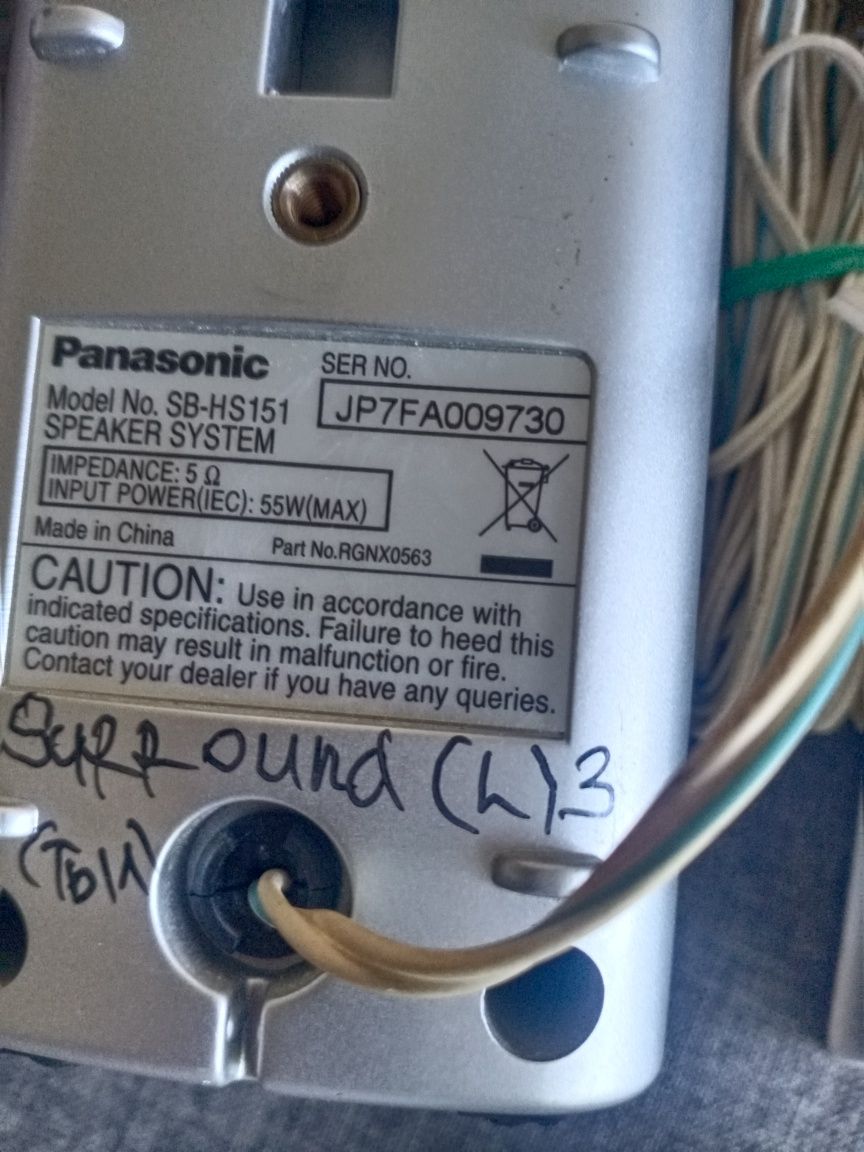 Panasonic
SER NO.
Model No. SB-HS151
JP7FA009730
SPEAKER SYSTEM
IMPEDANCE: 5 Ω
INPUT POWER(IEC): 55W(MAX)
Made in China
Part No.RGNX0563
CAUTION: Use in accordance with
indicated specifications. Failure to heed this
caution may result in malfunction or fire.
Contact your dealer if you have any queries.
SURROUnd (L)3